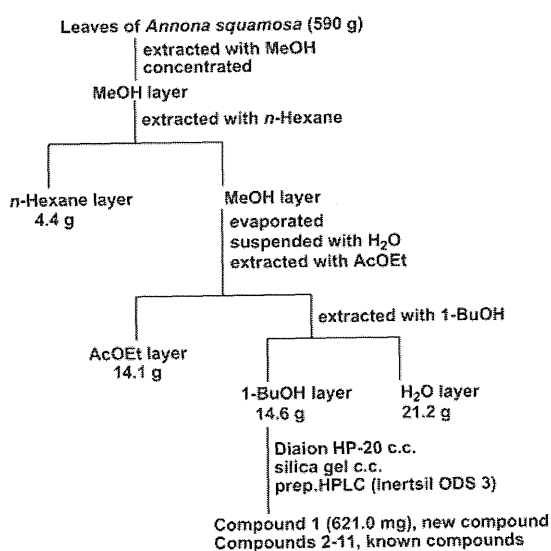 Leaves of Annona squamosa (590 g)
extracted with MeOH
concentrated
MeOH layer
extracted with n-Hexane
n-Hexane layer
4.4 g
MeOH layer
evaporated
suspended with H₂O
extracted with AcOEt
extracted with 1-BuOH
AcOEt layer
14.1 g
1-BuOH layer
14.6 g
H₂O layer
21.2 g
Diaion HP-20 c.c.
silica gel c.c.
prep.HPLC (Inertsil ODS 3)
Compound 1 (621.0 mg), new compound
Compounds 2-11, known compounds